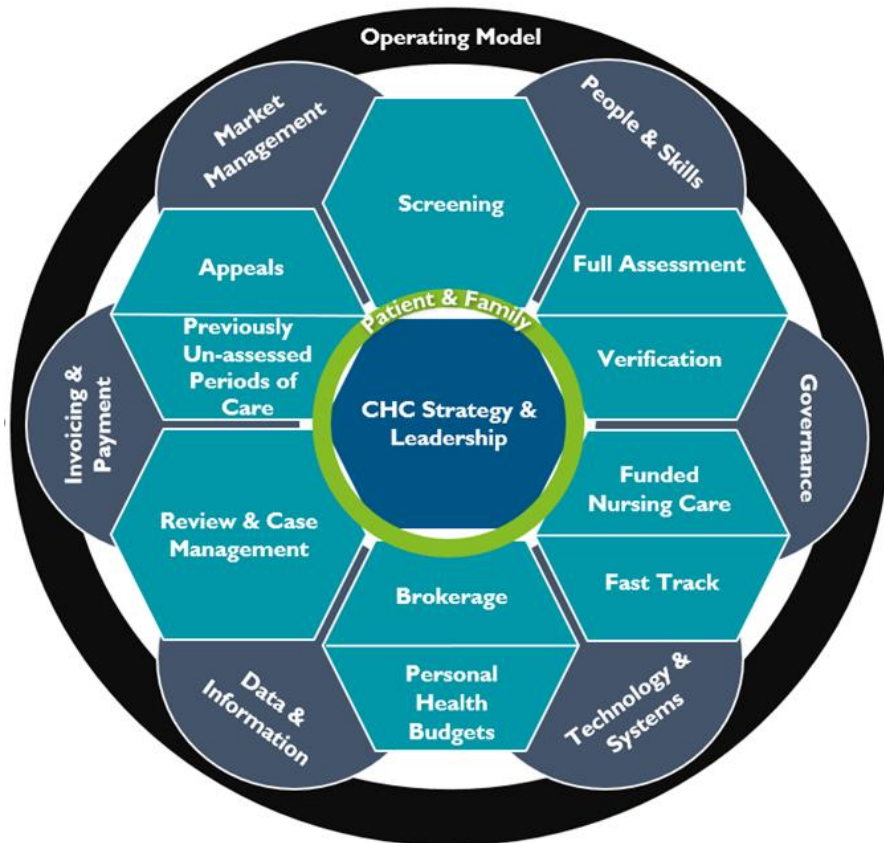 Operating Model
Market
Management
People & Skills
Screening
Appeals
Full Assessment
Patient & Family
Previously
Un-assessed
Periods of
Care
Verification
CHC Strategy &
Leadership
Invoicing &
Payment
Governance
Review & Case
Management
Funded
Nursing Care
Brokerage
Fast Track
Personal
Health
Budgets
Data &
Information
Technology &
Systems